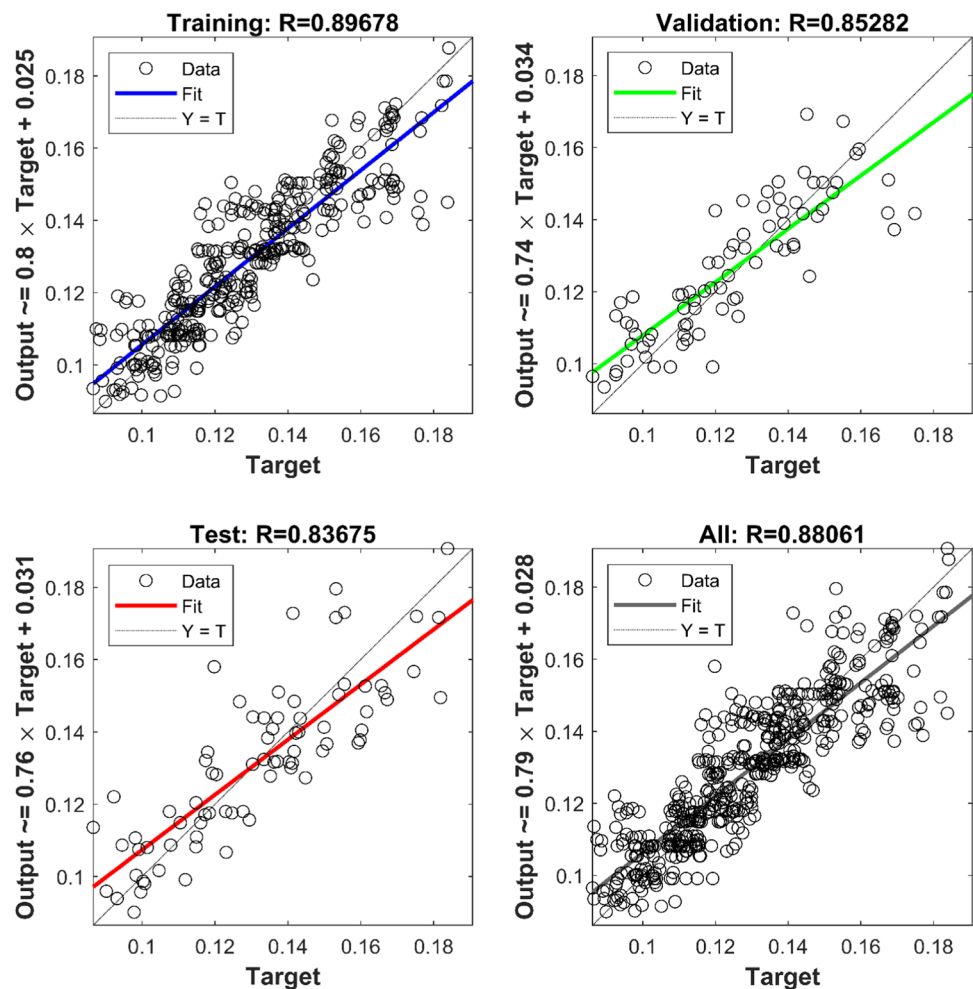 Training: R=0.89678
Output ~= 0.8 × Target + 0.025
Data
Fit
Y = T
0.18
0.16
0.14
0.12
0.1
0.1 0.12 0.14 0.16 0.18
Target
Validation: R=0.85282
Output ~= 0.74 × Target + 0.034
Data
Fit
Y = T
0.18
0.16
0.14
0.12
0.1
0.1 0.12 0.14 0.16 0.18
Target
Test: R=0.83675
Output ~= 0.76 × Target + 0.031
Data
Fit
Y = T
0.18
0.16
0.14
0.12
0.1
0.1 0.12 0.14 0.16 0.18
Target
All: R=0.88061
Output ~= 0.79 × Target + 0.028
Data
Fit
Y = T
0.18
0.16
0.14
0.12
0.1
0.1 0.12 0.14 0.16 0.18
Target